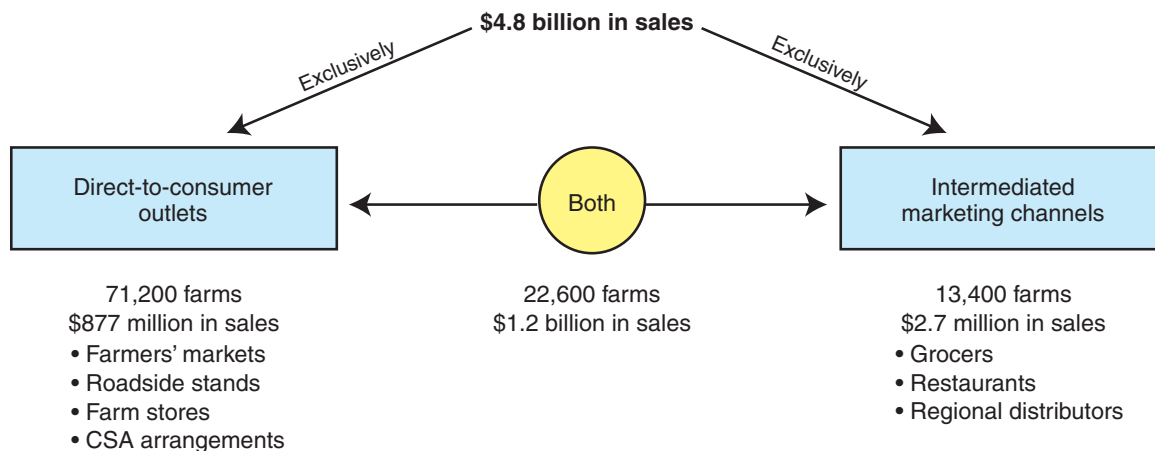 $4.8 billion in sales
Exclusively
Exclusively
Direct-to-consumer
outlets
Both
Intermediated
marketing channels
71,200 farms
$877 million in sales
• Farmers’ markets
• Roadside stands
• Farm stores
• CSA arrangements
22,600 farms
$1.2 billion in sales
13,400 farms
$2.7 million in sales
• Grocers
• Restaurants
• Regional distributors